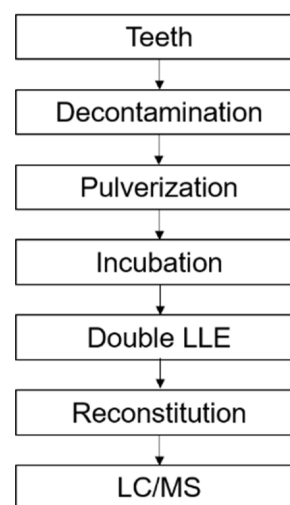 Teeth
Decontamination
Pulverization
Incubation
Double LLE
Reconstitution
LC/MS